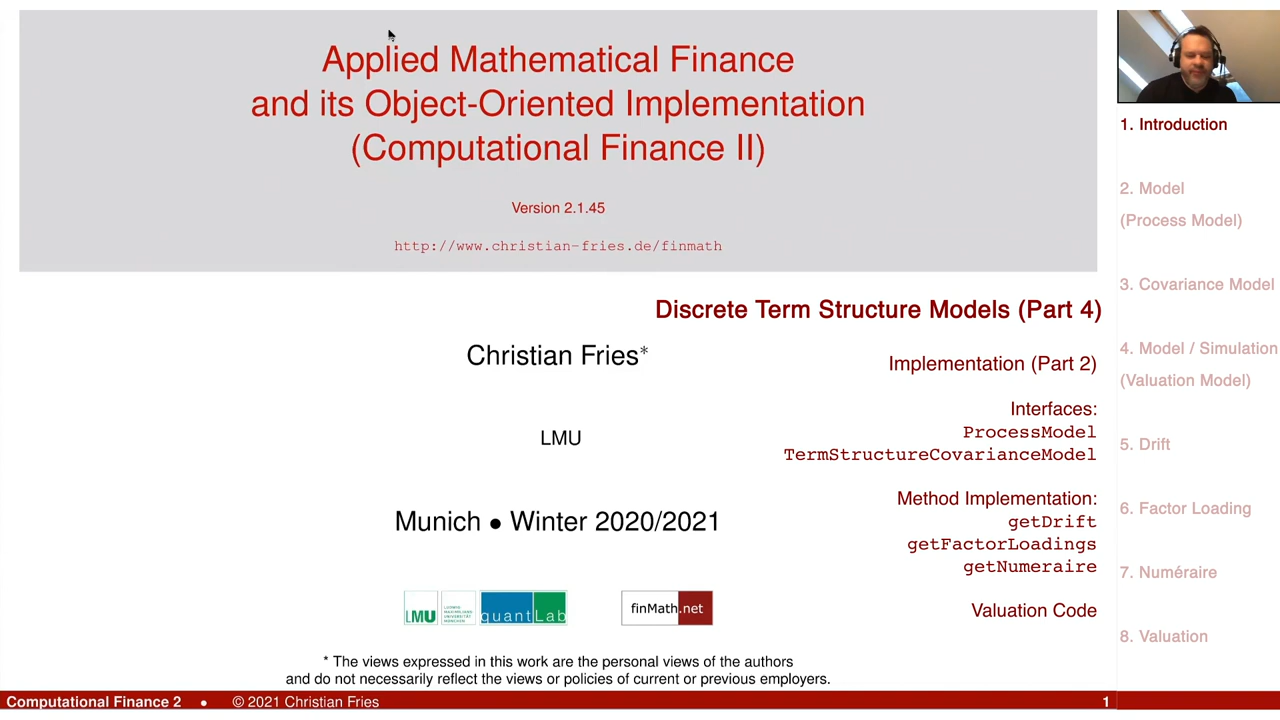 Applied Mathematical Finance
and its Object-Oriented Implementation
(Computational Finance II)
Version 2.1.45
http://www.christian-fries.de/finmath
Discrete Term Structure Models (Part 4)
Christian Fries*
Implementation (Part 2)
Interfaces:
ProcessModel
TermStructureCovarianceModel
LMU
Method Implementation:
getDrift
getFactorLoadings
getNumeraire
Munich • Winter 2020/2021
Valuation Code
LMU
LUDWIG
MAXIMILIANS
UNIVERSITÄT
MÜNCHEN
quantLab
finMath.net
* The views expressed in this work are the personal views of the authors
and do not necessarily reflect the views or policies of current or previous employers.
Computational Finance 2 • © 2021 Christian Fries 1
1. Introduction
2. Model
(Process Model)
3. Covariance Model
4. Model / Simulation
(Valuation Model)
5. Drift
6. Factor Loading
7. Numéraire
8. Valuation